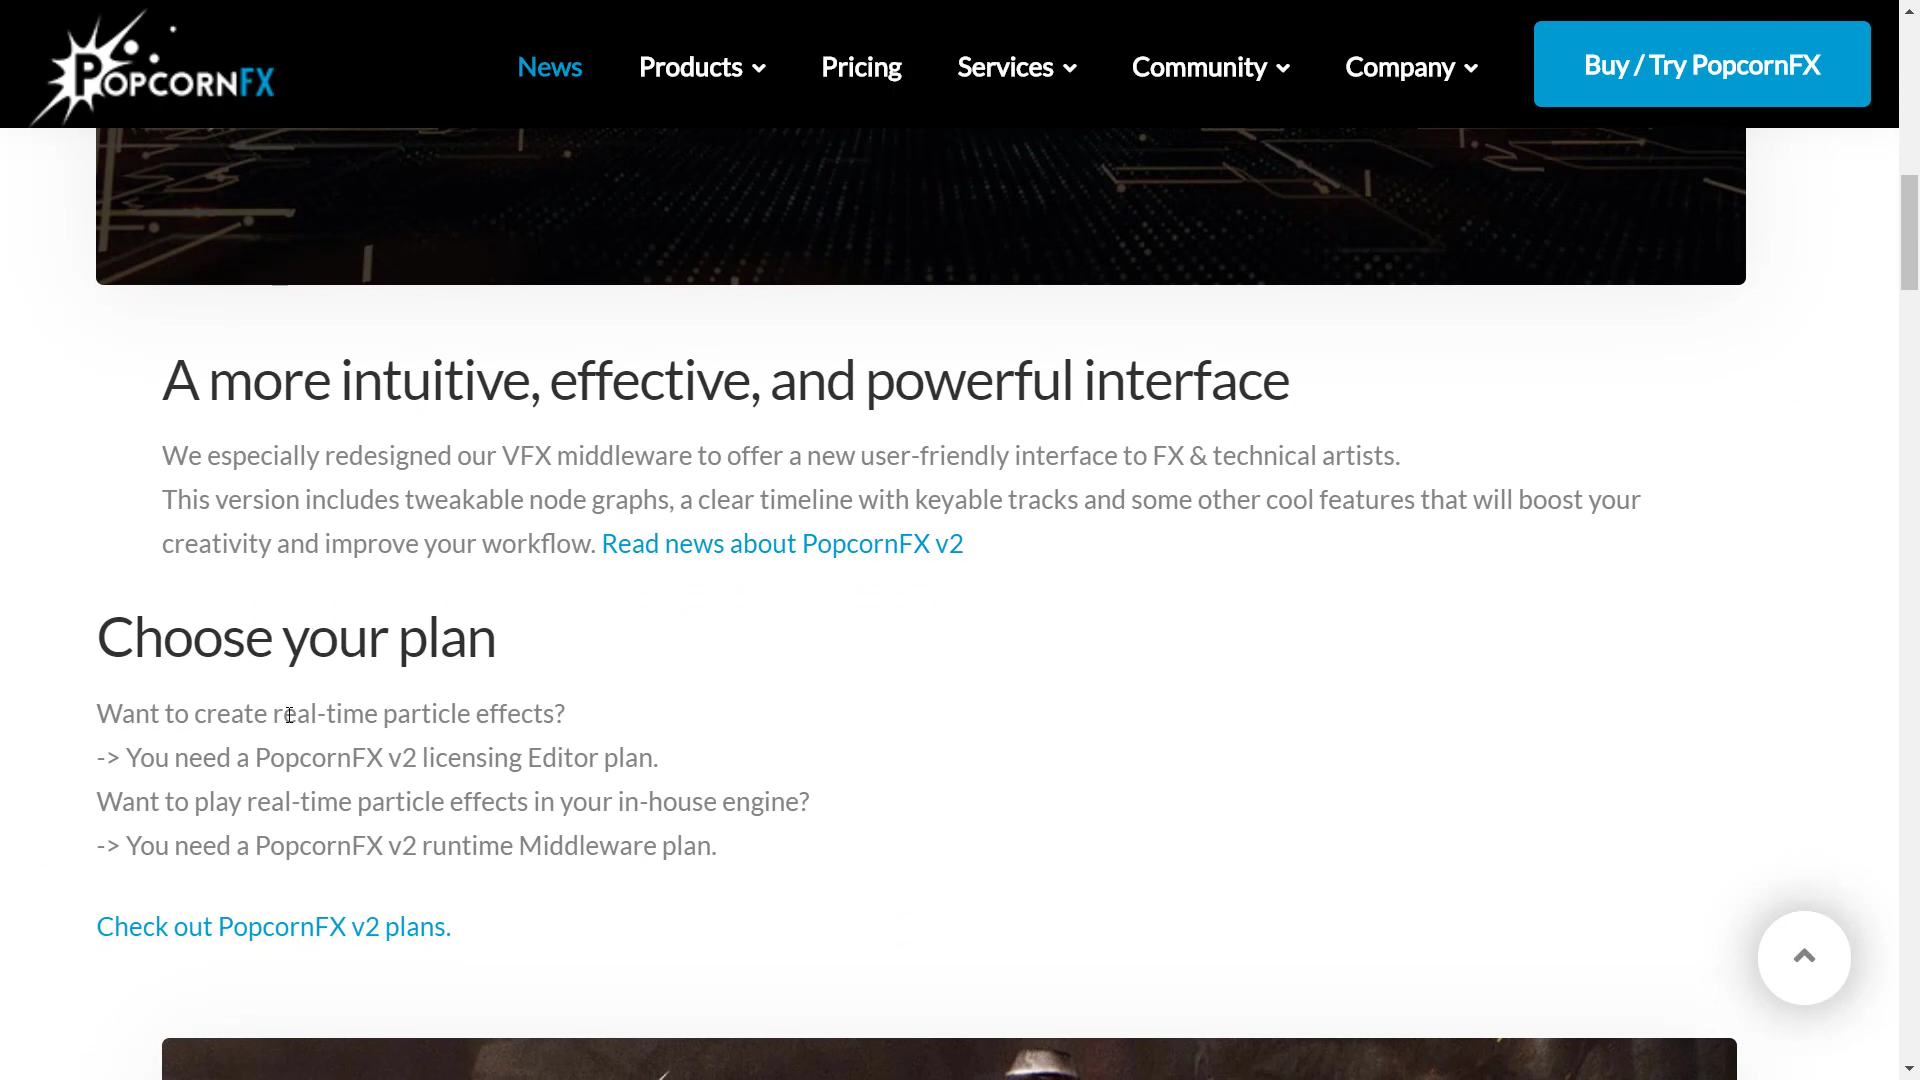 POPCORNFX
News
Products
Pricing
Services
Community
Company
Buy / Try PopcornFX
A more intuitive, effective, and powerful interface
We especially redesigned our VFX middleware to offer a new user-friendly interface to FX & technical artists.
This version includes tweakable node graphs, a clear timeline with keyable tracks and some other cool features that will boost your
creativity and improve your workflow. Read news about PopcornFX v2
Choose your plan
Want to create real-time particle effects?
-> You need a PopcornFX v2 licensing Editor plan.
Want to play real-time particle effects in your in-house engine?
-> You need a PopcornFX v2 runtime Middleware plan.
Check out PopcornFX v2 plans.